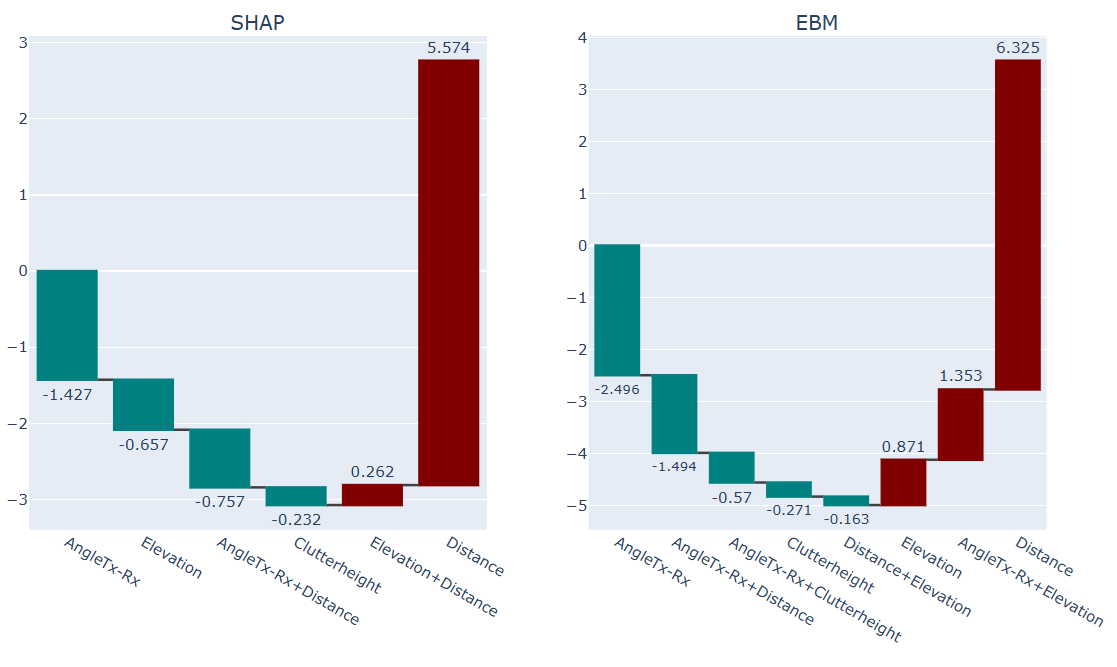 SHAP
3
2
1
0
−1
−2
−3
5.574
-1.427
-0.657
-0.757
-0.232
0.262
AngleTx-Rx
Elevation
AngleTx-Rx+Distance
Clutterheight
Elevation+Distance
Distance
EBM
4
3
2
1
0
−1
−2
−3
−4
−5
6.325
-2.496
-1.494
-0.57
-0.271
-0.163
0.871
1.353
AngleTx-Rx
AngleTx-Rx+Distance
AngleTx-Rx+Clutterheight
Clutterheight
Distance+Elevation
Elevation
AngleTx-Rx+Elevation
Distance